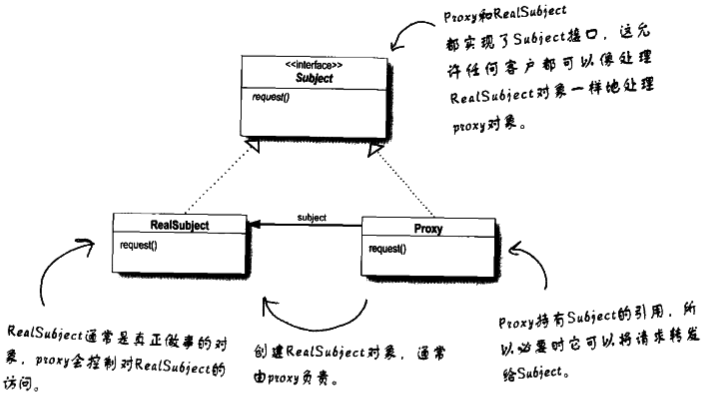 Proxy和RealSubject
都实现了Subject接口，这允
许任何客户都可以像处理
RealSubject对象一样地处理
proxy对象。
<<interface>>
Subject
request()
RealSubject
request()
subject
Proxy
request()
RealSubject通常是真正做事的对
象，proxy会控制对RealSubject的
访问。
创建RealSubject对象，通常
由proxy负责。
Proxy持有Subject的引用，所
以必要时它可以将请求转发
给Subject。